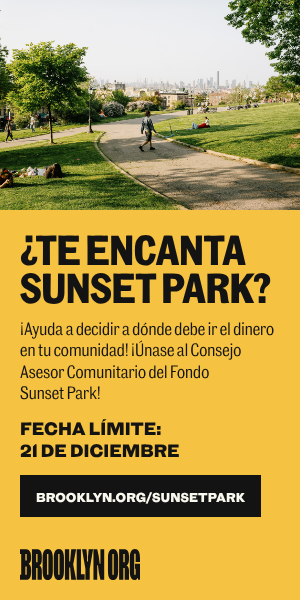 ¿TE ENCANTA
SUNSET PARK?
¡Ayuda a decidir a dónde debe ir el dinero
en tu comunidad! ¡Únase al Consejo
Asesor Comunitario del Fondo
Sunset Park!
FECHA LÍMITE:
21 DE DICIEMBRE
BROOKLYN.ORG/SUNSETPARK
BROOKLYN ORG